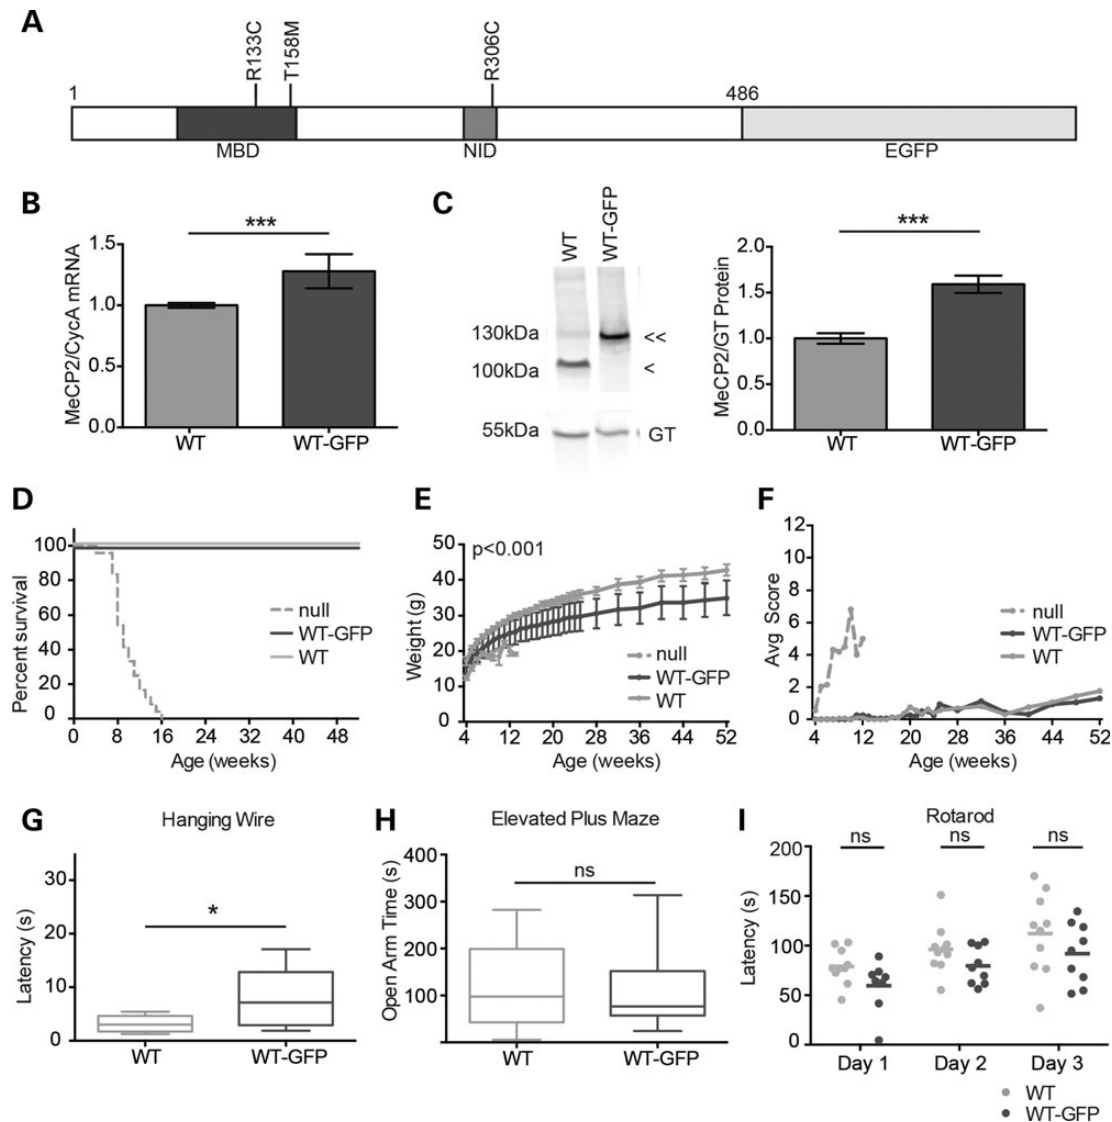 A
R133C
T158M
R306C
1
486
MBD
NID
EGFP
B
***
MeCP2/CycA mRNA
1.5
1.0
0.5
0.0
WT
WT-GFP
C
WT
WT-GFP
130kDa
<<
100kDa
<
55kDa
GT
***
MeCP2/GT Protein
2.0
1.5
1.0
0.5
0.0
WT
WT-GFP
D
Percent survival
100
80
60
40
20
0
null
WT-GFP
WT
0 8 16 24 32 40 48
Age (weeks)
E
p<0.001
Weight (g)
50
40
30
20
10
0
null
WT-GFP
WT
4 12 20 28 36 44 52
Age (weeks)
F
Avg Score
12
10
8
6
4
2
0
null
WT-GFP
WT
4 12 20 28 36 44 52
Age (weeks)
G
Hanging Wire
*
Latency (s)
30
20
10
0
WT
WT-GFP
H
Elevated Plus Maze
ns
Open Arm Time (s)
400
300
200
100
WT
WT-GFP
I
Rotarod
ns
ns
ns
Latency (s)
200
150
100
50
0
Day 1
Day 2
Day 3
WT
WT-GFP